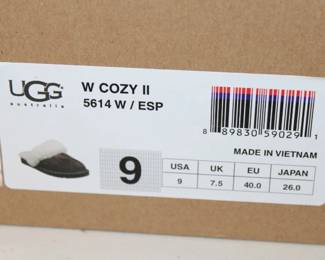 UGG
australia
W COZY II
5614 W / ESP
8 89830 59029 1
MADE IN VIETNAM
9
USA UK EU JAPAN
9 7.5 40.0 26.0